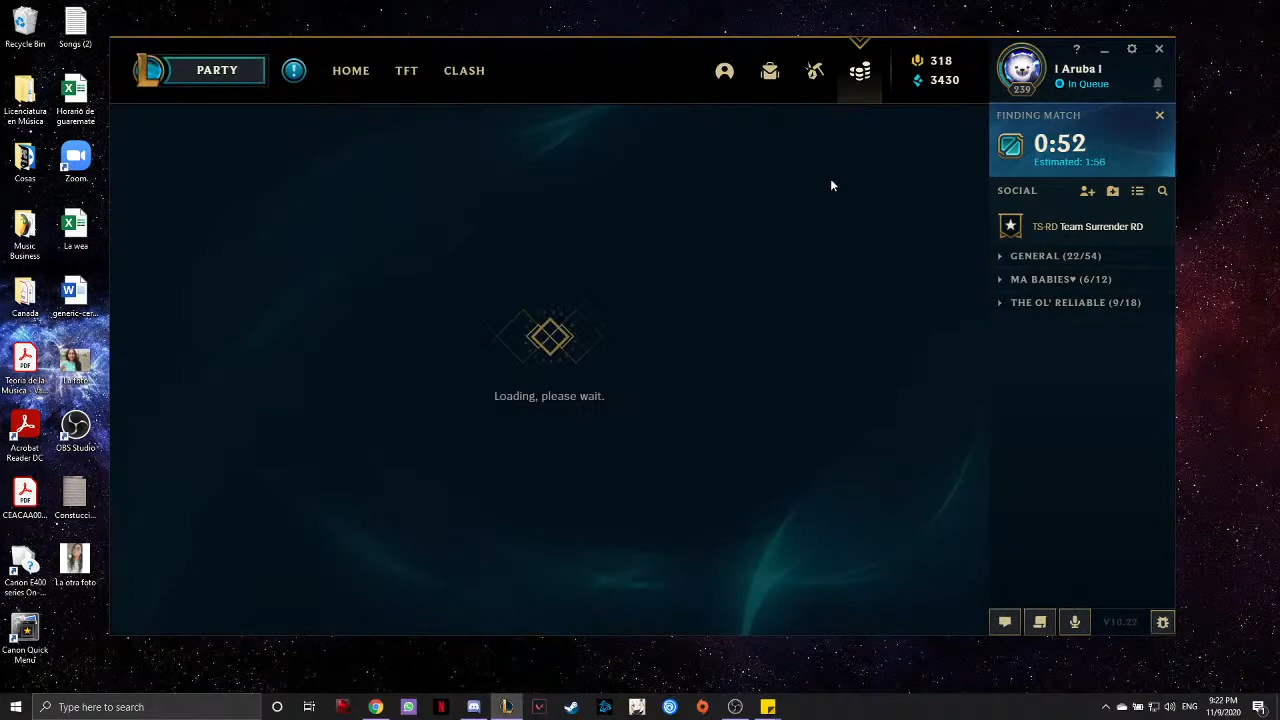 Recycle Bin
Songs (2)
Licenciatura en Música
Horario de guaremate
Cosas
Zoom
Music Business
La wea
Canada
generic-cer...
Teoria de la Musica - Va...
La foto
Acrobat Reader DC
OBS Studio
CEACAA00...
Constucci...
Canon E400 series On-...
La otra foto
Canon Quick Menu
PARTY
HOME
TFT
CLASH
318
3430
?
239
I Aruba I
In Queue
FINDING MATCH
0:52
Estimated: 1:56
SOCIAL
TS-RD Team Surrender RD
GENERAL (22/54)
MA BABIES♥ (6/12)
THE OL' RELIABLE (9/18)
Loading, please wait.
V10.22
Type here to search
ENG
9:22 PM
11/9/2020